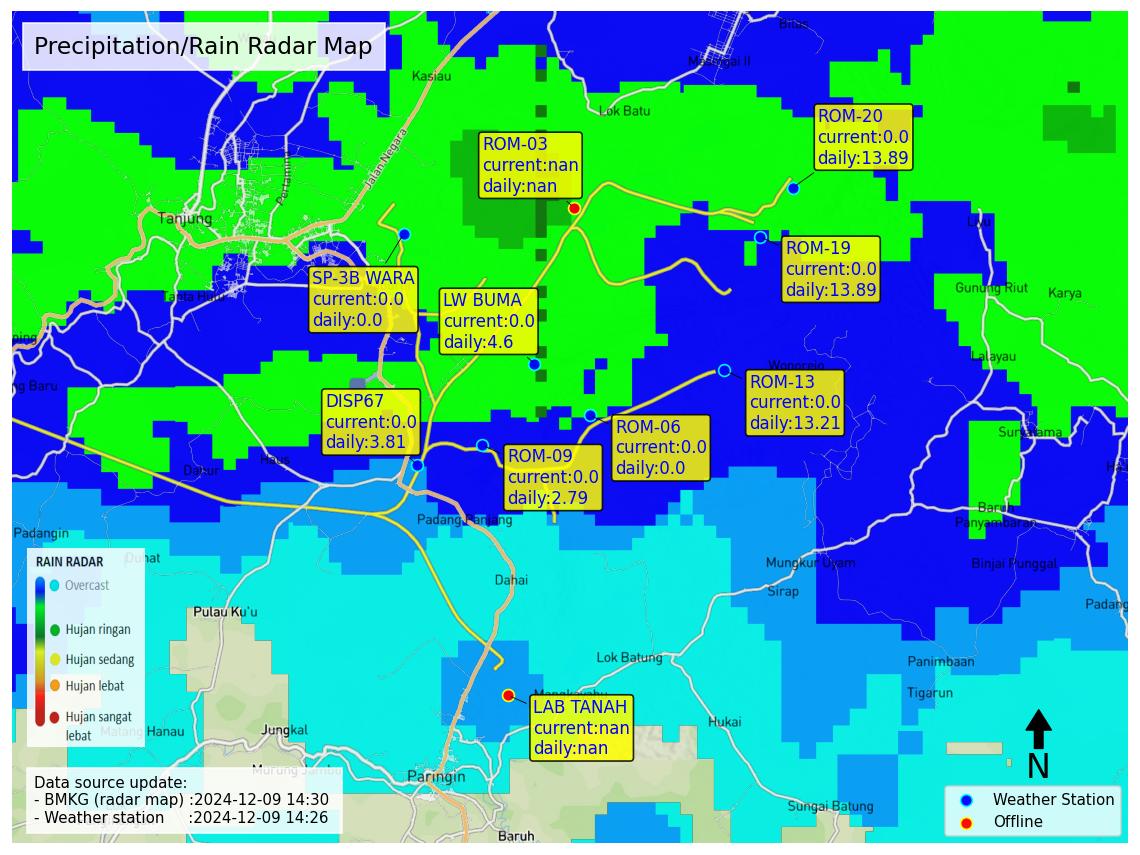 Precipitation/Rain Radar Map
Bilas
Masingai II
Kasiau
Lok Batu
Jalan Negara
Pertamina
Tanjung
ROM-03
current:nan
daily:nan
ROM-20
current:0.0
daily:13.89
ROM-19
current:0.0
daily:13.89
SP-3B WARA
current:0.0
daily:0.0
LW BUMA
current:0.0
daily:4.6
Gunung Riut
Karya
Lalayau
Wonorejo
ng Baru
ROM-13
current:0.0
daily:13.21
DISP67
current:0.0
daily:3.81
ROM-06
current:0.0
daily:0.0
ROM-09
current:0.0
daily:2.79
Haus
Dahur
Baruh
Panyambaran
Padangin
Padang Panjang
Mungkur Uyam
Binjai Punggal
Dahai
Sirap
Padang
Pulau Ku'u
RAIN RADAR
Overcast
Hujan ringan
Hujan sedang
Hujan lebat
Hujan sangat
lebat
Lok Batung
Panimbaan
Tigarun
LAB TANAH
current:nan
daily:nan
Hukai
Matang Hanau
Jungkal
Murung Jambu
Paringin
Sungai Batung
Baruh
N
Data source update:
- BMKG (radar map) :2024-12-09 14:30
- Weather station :2024-12-09 14:26
Weather Station
Offline